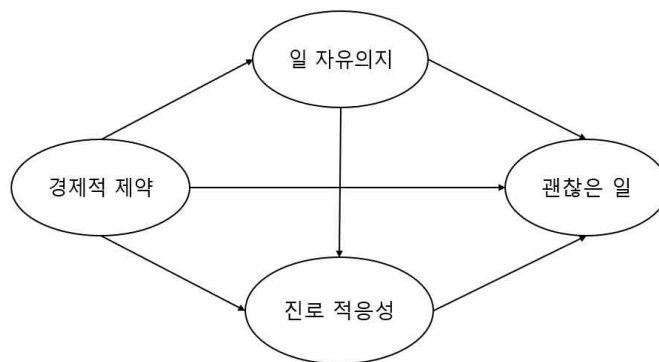 일 자유의지
경제적 제약
괜찮은 일
진로 적응성